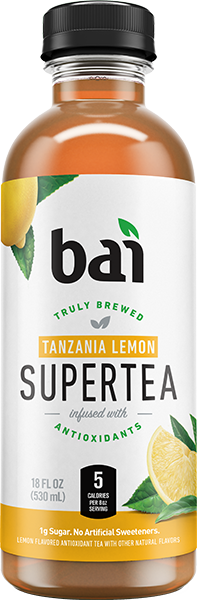 bai
TRULY BREWED
TANZANIA LEMON
SUPERTEA
infused with
ANTIOXIDANTS
18 FL OZ
(530 mL)
5
CALORIES
PER 8oz
SERVING
1g Sugar. No Artificial Sweeteners.
LEMON FLAVORED ANTIOXIDANT TEA WITH OTHER NATURAL FLAVORS